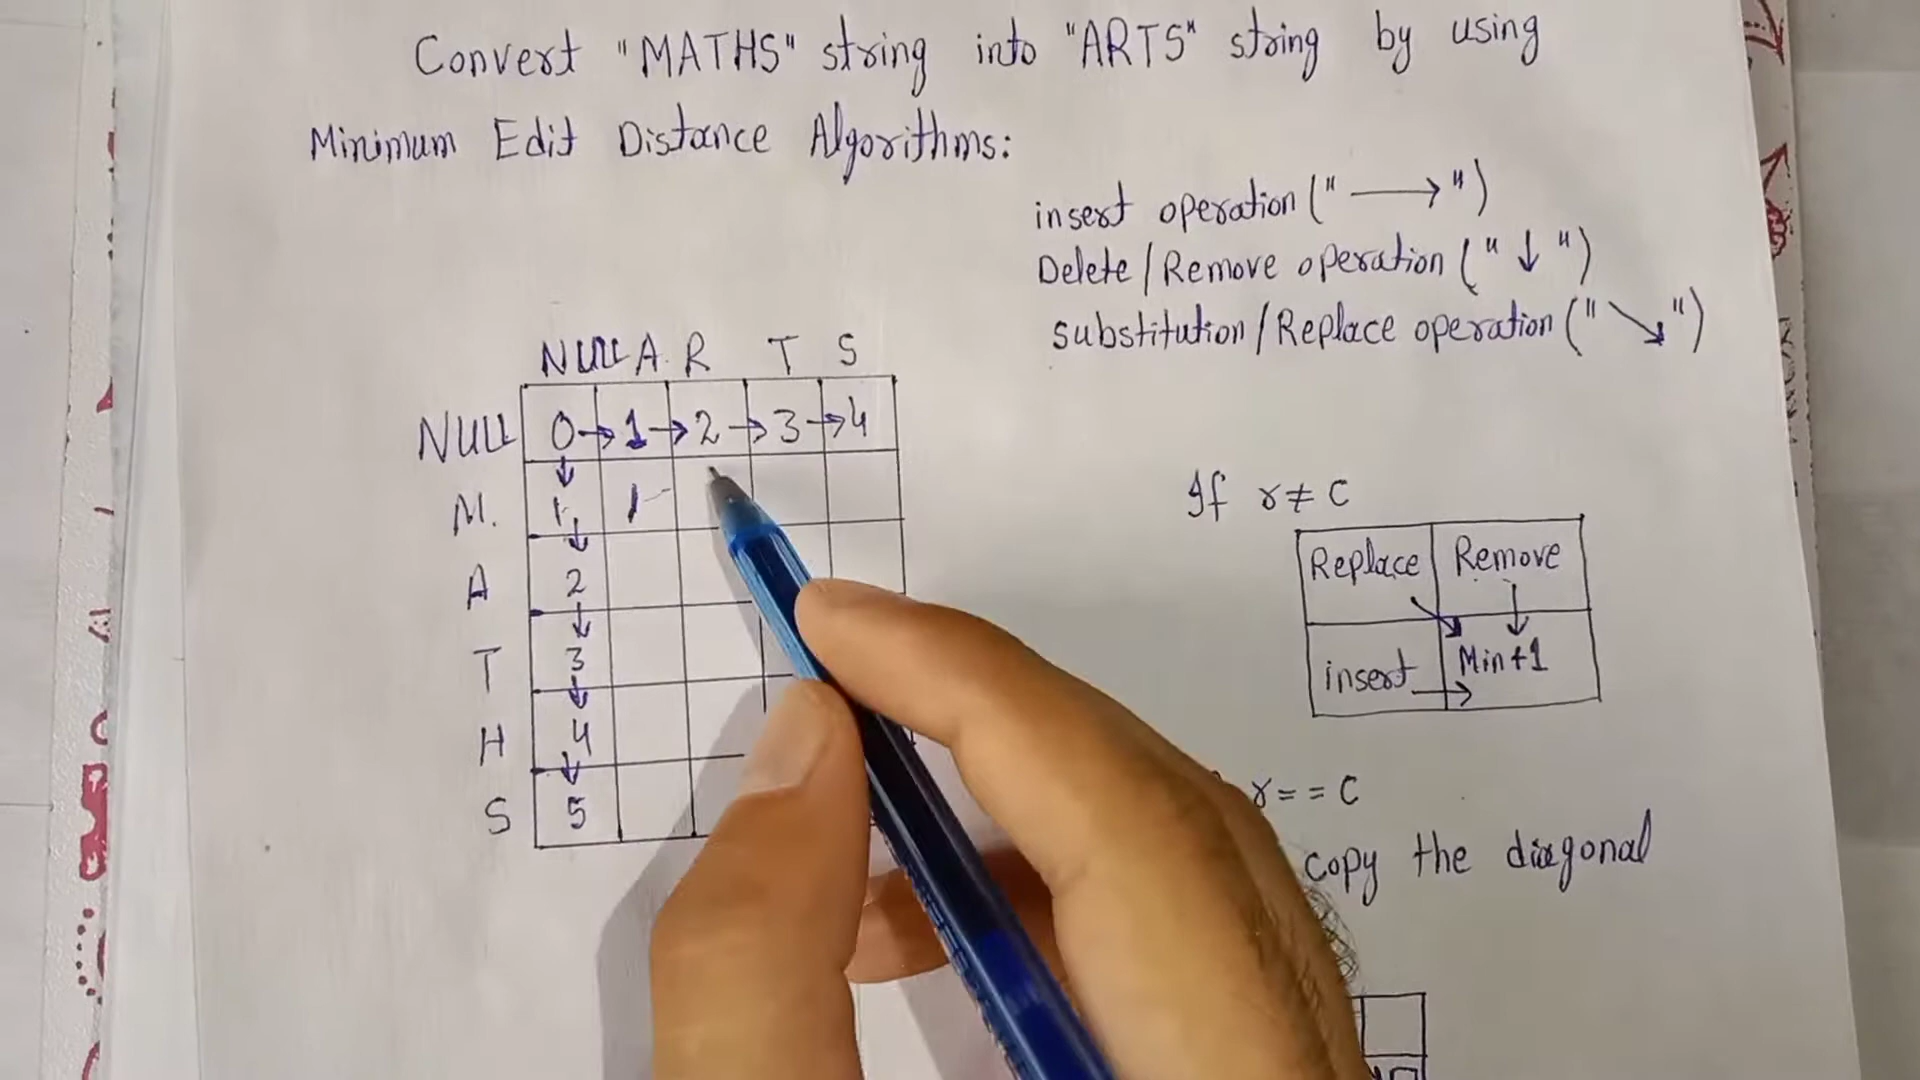 Convert "MATHS" string into "ARTS" string by using
Minimum Edit Distance Algorithms:
insert operation ("⟶")
Delete/Remove operation ("↓")
substitution/Replace operation ("↘")
NULL A R T S
NULL 0→1→2→3→4
M. 1 1
A 2
T 3
H 4
S 5
If r ≠ c
Replace Remove
insert Min+1
r == c
copy the diagonal